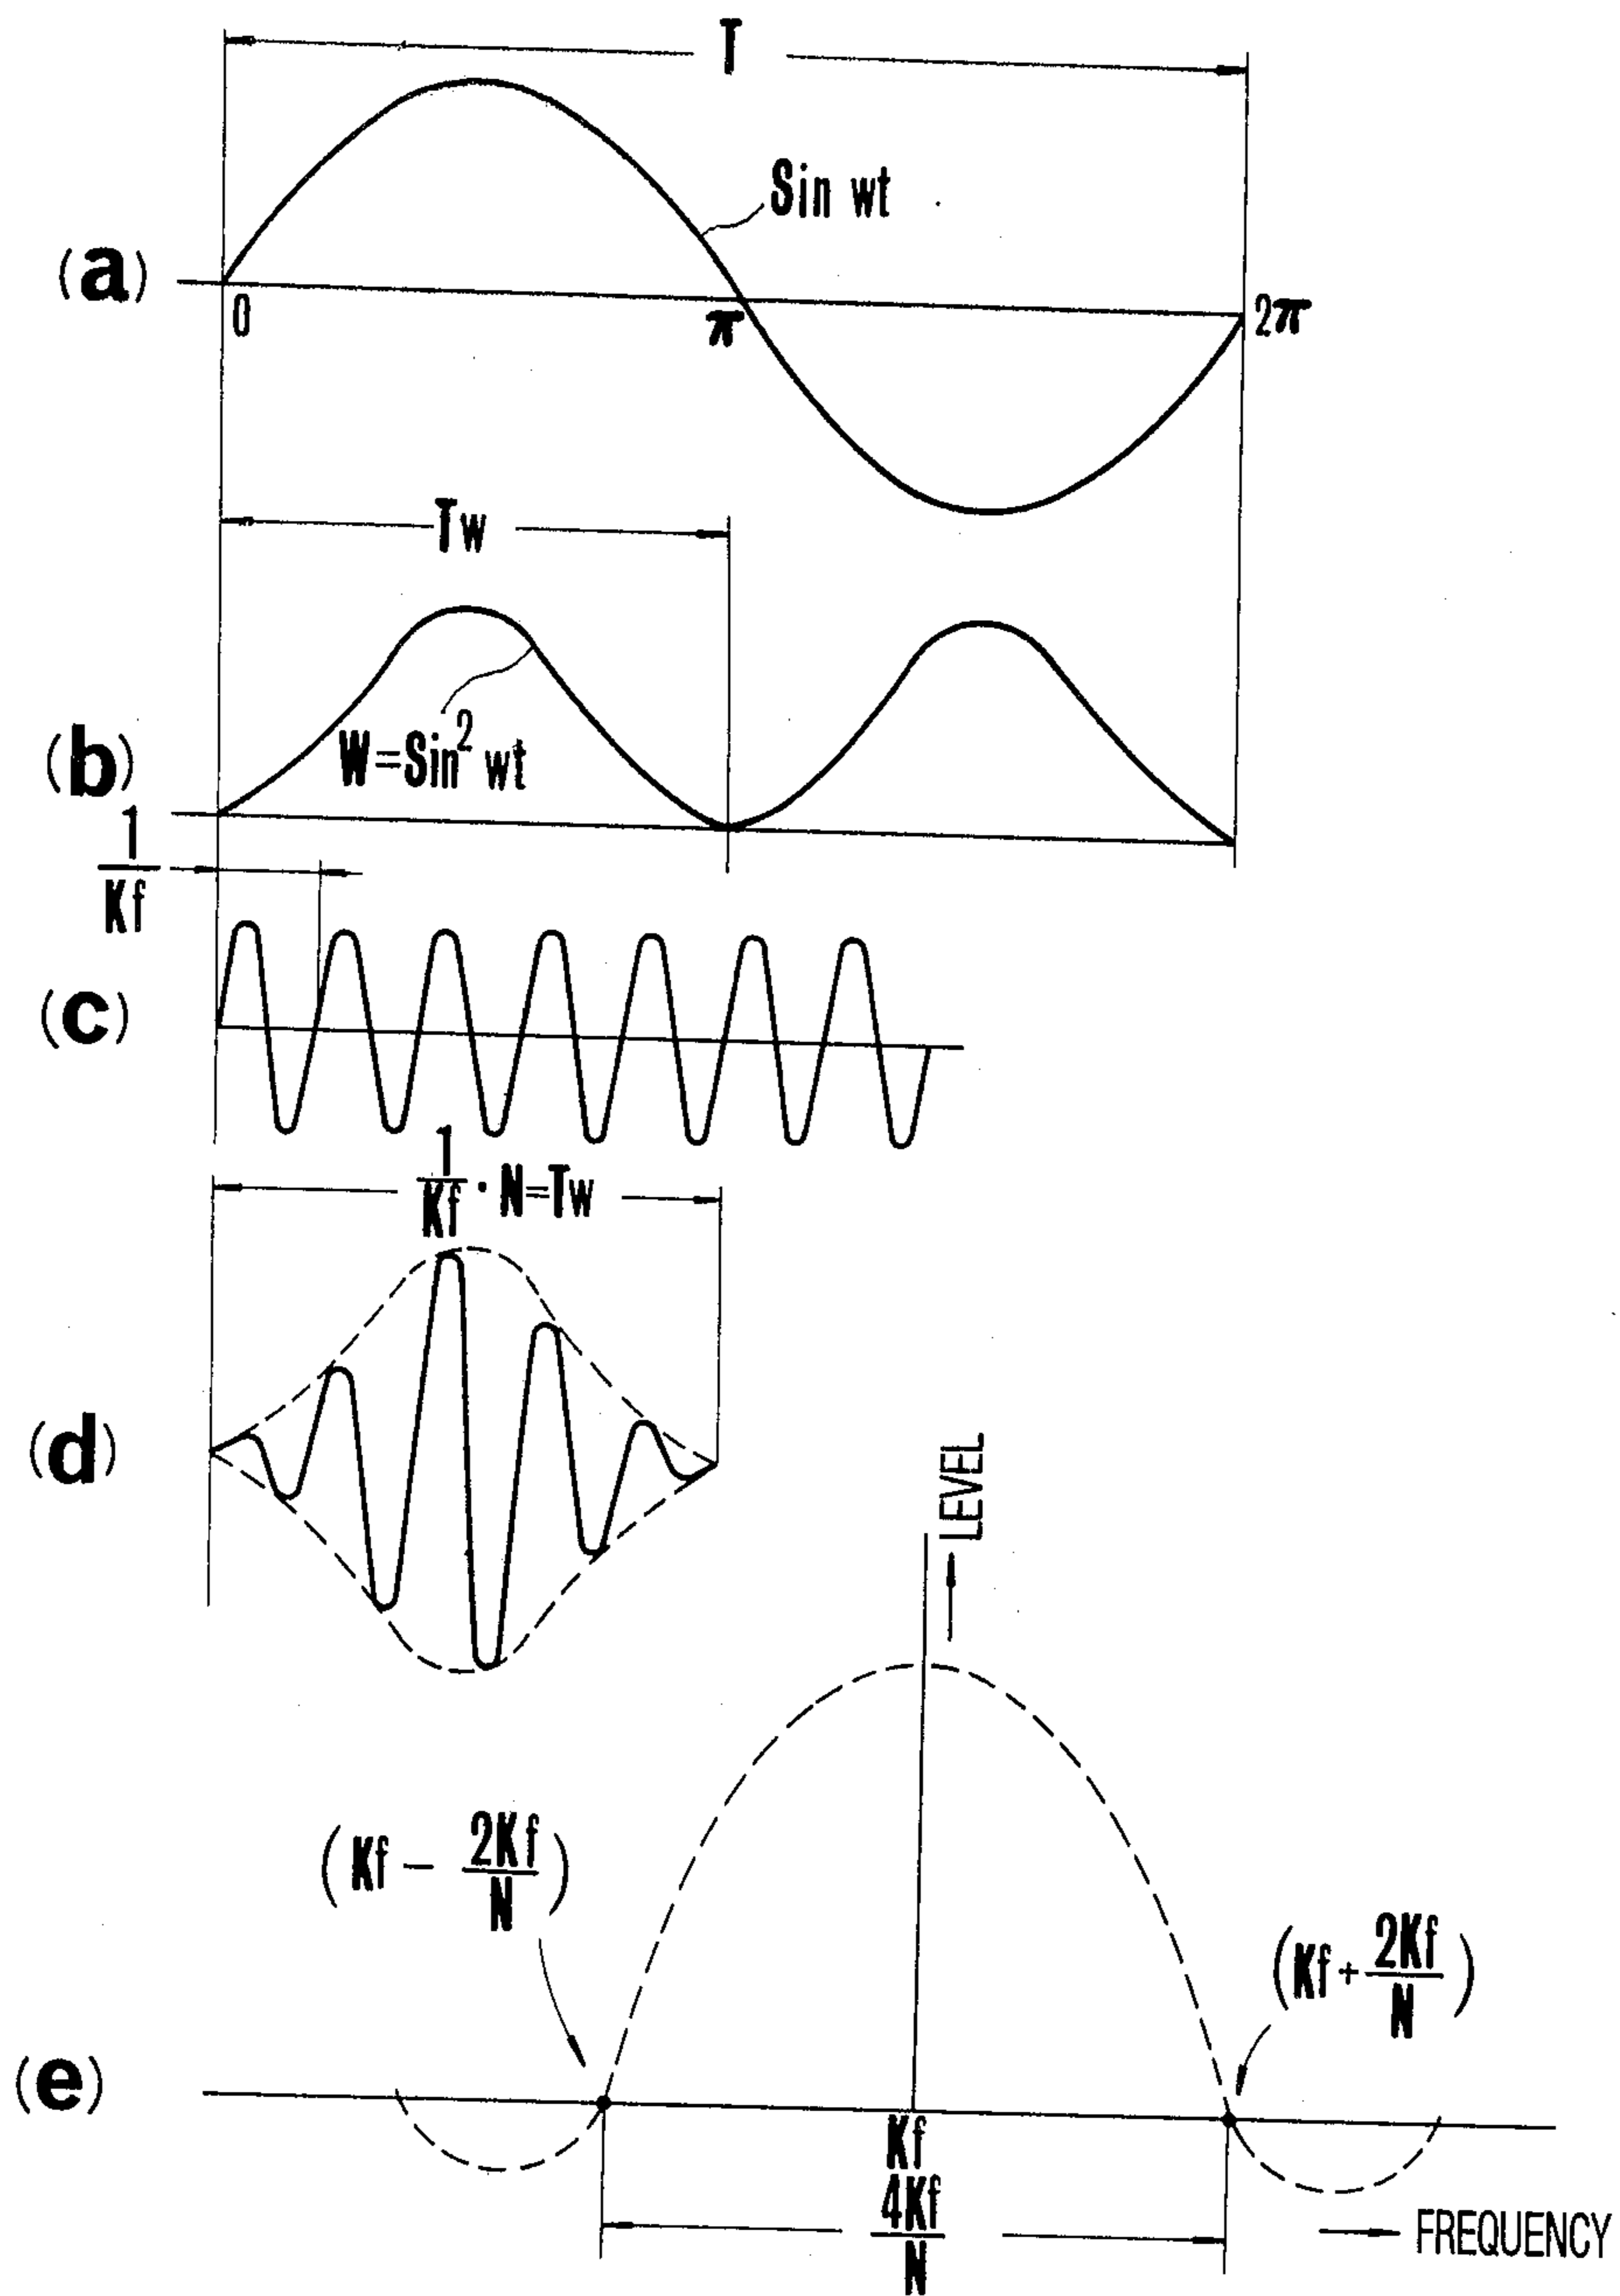 T
Sin wt
(a)
0
π
2π
Tw
W=Sin² wt
(b)
1/Kf
(c)
1/Kf · N=Tw
(d)
LEVEL
(Kf − 2Kf/N)
(Kf + 2Kf/N)
(e)
Kf
4Kf/N
FREQUENCY